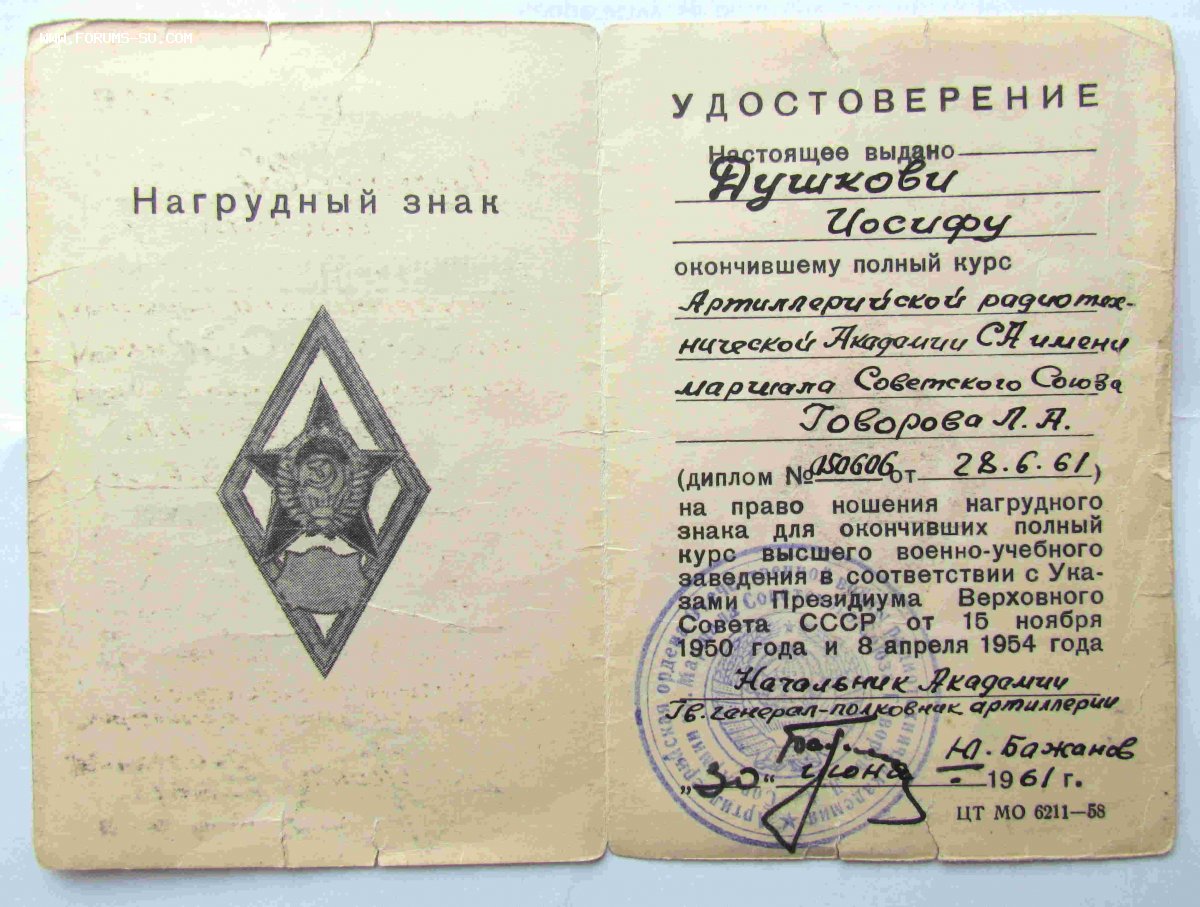 WWW.FORUMS-SU.COM
Нагрудный знак
УДОСТОВЕРЕНИЕ
Настоящее выдано
Душкови
Иосифу
окончившему полный курс
Артиллерийской радиотех-
нической Академии СА имени
маршала Советского Союза
Говорова Л. А.
(диплом № 150606 от 28.6.61)
на право ношения нагрудного
знака для окончивших полный
курс высшего военно-учебного
заведения в соответствии с Ука-
зами Президиума Верховного
Совета СССР от 15 ноября
1950 года и 8 апреля 1954 года
Начальник Академии
Гв. генерал-полковник артиллерии
Ю. Бажанов
„30“ июня 1961 г.
ЦТ МО 6211—58